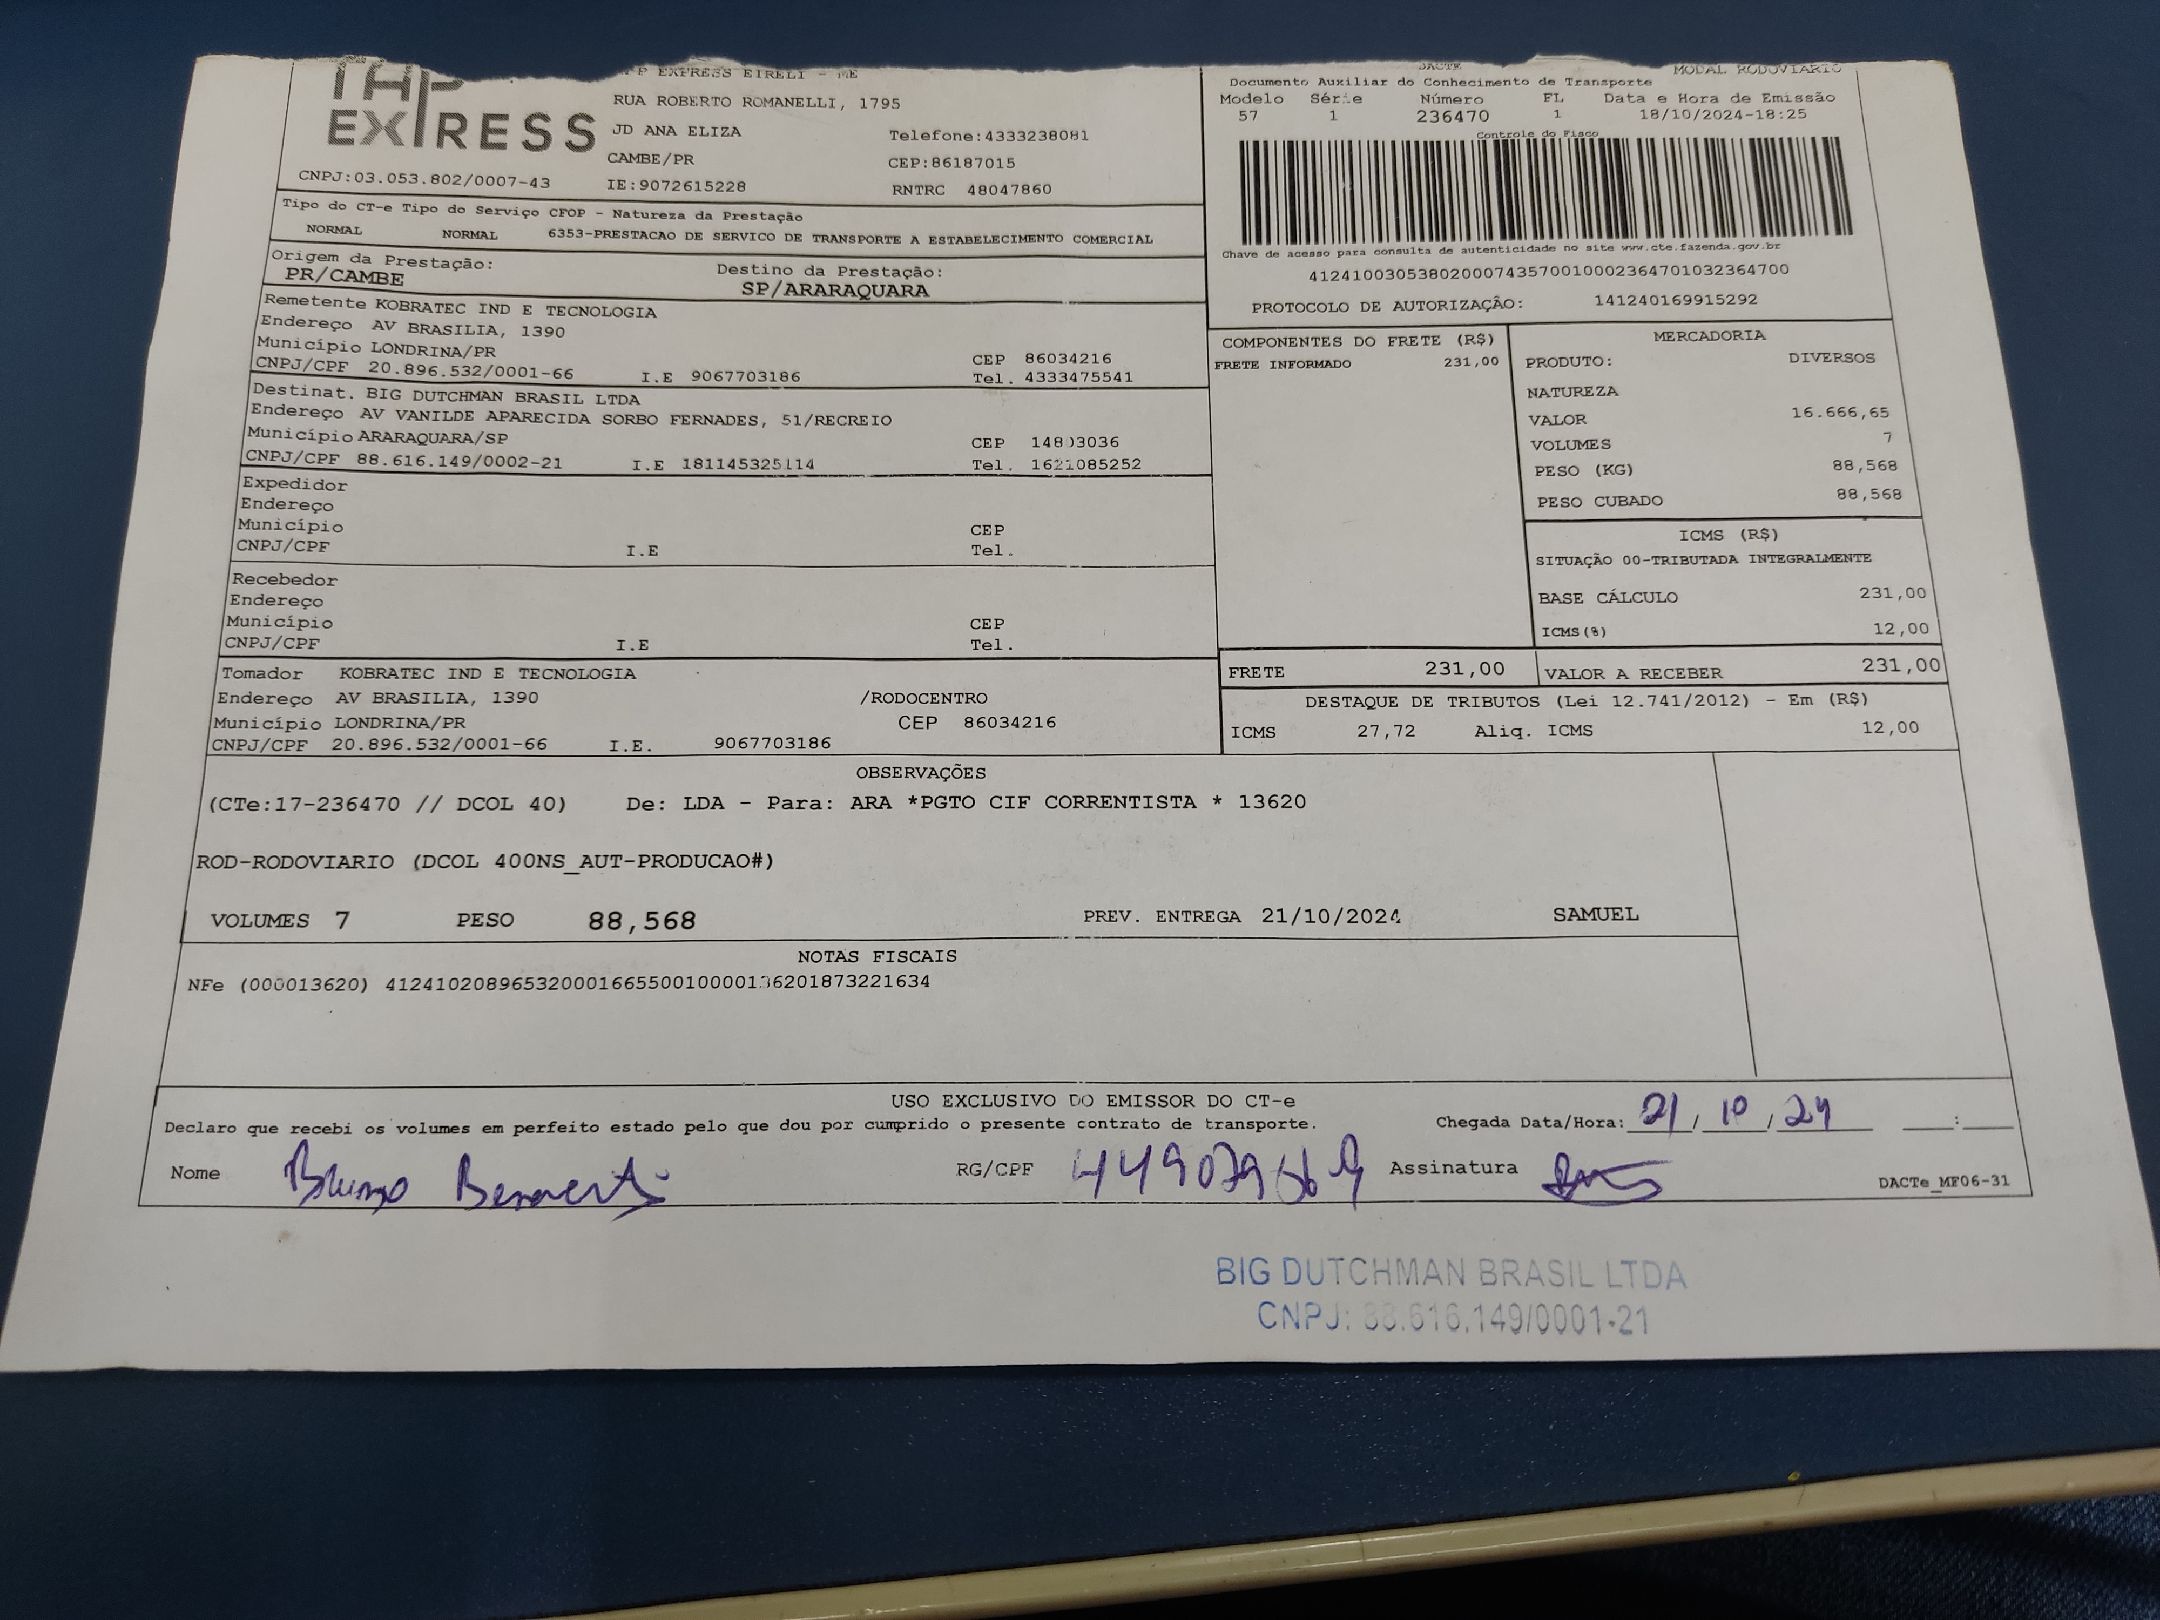 EXPRESS
EXPRESS EIRELI - ME
RUA ROBERTO ROMANELLI, 1795
JD ANA ELIZA
Telefone:4333238081
CAMBE/PR
CEP:86187015
CNPJ:03.053.802/0007-43
IE:9072615228
RNTRC 48047860
DACTE
MODAL RODOVIARIO
Documento Auxiliar do Conhecimento de Transporte
Modelo Série Número FL Data e Hora de Emissão
57 1 236470 1 18/10/2024-18:25
Controle do Fisco
Chave de acesso para consulta de autenticidade no site www.cte.fazenda.gov.br
41241003053802000743570010002364701032364700
PROTOCOLO DE AUTORIZAÇÃO: 141240169915292
Tipo do CT-e Tipo do Serviço CFOP - Natureza da Prestação
NORMAL NORMAL 6353-PRESTACAO DE SERVICO DE TRANSPORTE A ESTABELECIMENTO COMERCIAL
Origem da Prestação: Destino da Prestação:
PR/CAMBE SP/ARARAQUARA
Remetente KOBRATEC IND E TECNOLOGIA
Endereço AV BRASILIA, 1390
Município LONDRINA/PR CEP 86034216
CNPJ/CPF 20.896.532/0001-66 I.E 9067703186 Tel. 4333475541
Destinat. BIG DUTCHMAN BRASIL LTDA
Endereço AV VANILDE APARECIDA SORBO FERNADES, 51/RECREIO
Município ARARAQUARA/SP CEP 14803036
CNPJ/CPF 88.616.149/0002-21 I.E 181145325114 Tel. 1621085252
Expedidor
Endereço
Município CEP
CNPJ/CPF I.E Tel.
Recebedor
Endereço
Município CEP
CNPJ/CPF I.E Tel.
Tomador KOBRATEC IND E TECNOLOGIA
Endereço AV BRASILIA, 1390 /RODOCENTRO
Município LONDRINA/PR CEP 86034216
CNPJ/CPF 20.896.532/0001-66 I.E. 9067703186
COMPONENTES DO FRETE (R$)
FRETE INFORMADO 231,00
MERCADORIA
PRODUTO: DIVERSOS
NATUREZA
VALOR 16.666,65
VOLUMES 7
PESO (KG) 88,568
PESO CUBADO 88,568
ICMS (R$)
SITUAÇÃO 00-TRIBUTADA INTEGRALMENTE
BASE CÁLCULO 231,00
ICMS(%) 12,00
FRETE 231,00 VALOR A RECEBER 231,00
DESTAQUE DE TRIBUTOS (Lei 12.741/2012) - Em (R$)
ICMS 27,72 Aliq. ICMS 12,00
OBSERVAÇÕES
(CTe:17-236470 // DCOL 40) De: LDA - Para: ARA *PGTO CIF CORRENTISTA * 13620
ROD-RODOVIARIO (DCOL 400NS_AUT-PRODUCAO#)
VOLUMES 7 PESO 88,568 PREV. ENTREGA 21/10/2024 SAMUEL
NOTAS FISCAIS
NFe (000013620) 41241020896532000166550010000136201873221634
USO EXCLUSIVO DO EMISSOR DO CT-e
Declaro que recebi os volumes em perfeito estado pelo que dou por cumprido o presente contrato de transporte.
Chegada Data/Hora: 21/10/24 :
Nome RG/CPF Assinatura
DACTe_MF06-31
BIG DUTCHMAN BRASIL LTDA
CNPJ: 88.616.149/0001-21